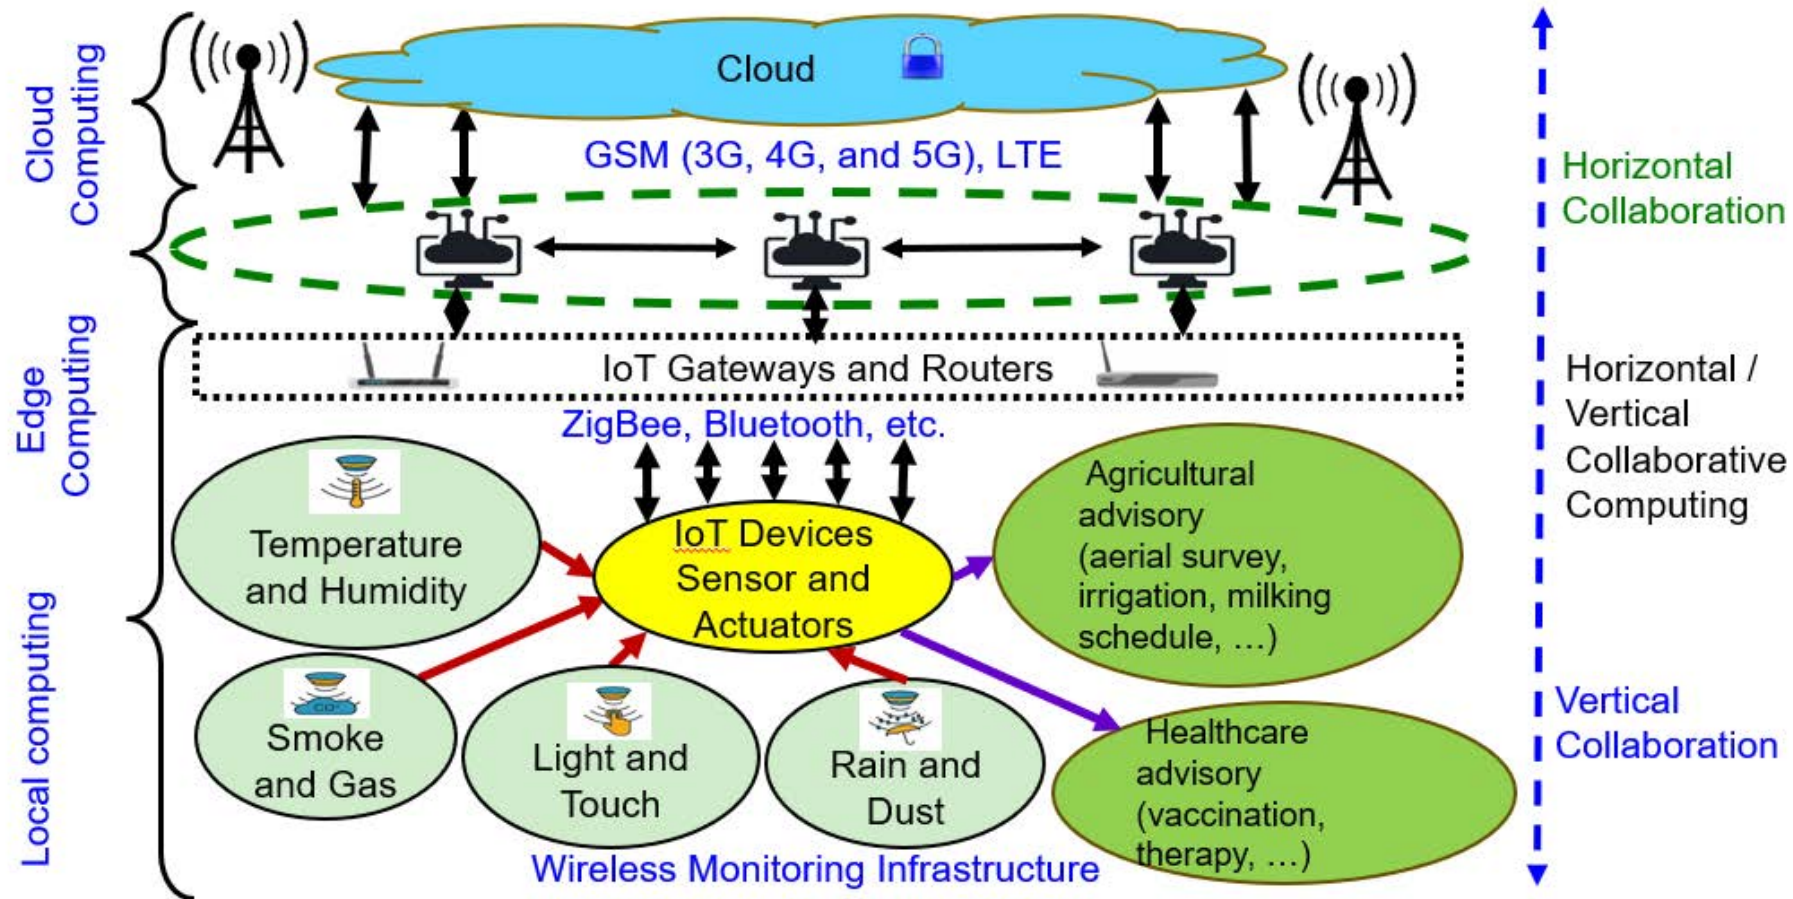 Cloud
Computing
Cloud
GSM (3G, 4G, and 5G), LTE
Horizontal
Collaboration
Edge
Computing
IoT Gateways and Routers
ZigBee, Bluetooth, etc.
Horizontal /
Vertical
Collaborative
Computing
Local computing
Temperature
and Humidity
IoT Devices
Sensor and
Actuators
Agricultural
advisory
(aerial survey,
irrigation, milking
schedule, …)
Smoke
and Gas
Light and
Touch
Rain and
Dust
Healthcare
advisory
(vaccination,
therapy, …)
Vertical
Collaboration
Wireless Monitoring Infrastructure